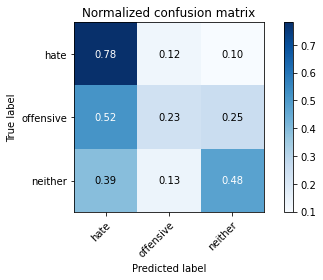 Normalized confusion matrix
True label
hate 0.78 0.12 0.10
offensive 0.52 0.23 0.25
neither 0.39 0.13 0.48
hate offensive neither
Predicted label
0.7
0.6
0.5
0.4
0.3
0.2
0.1